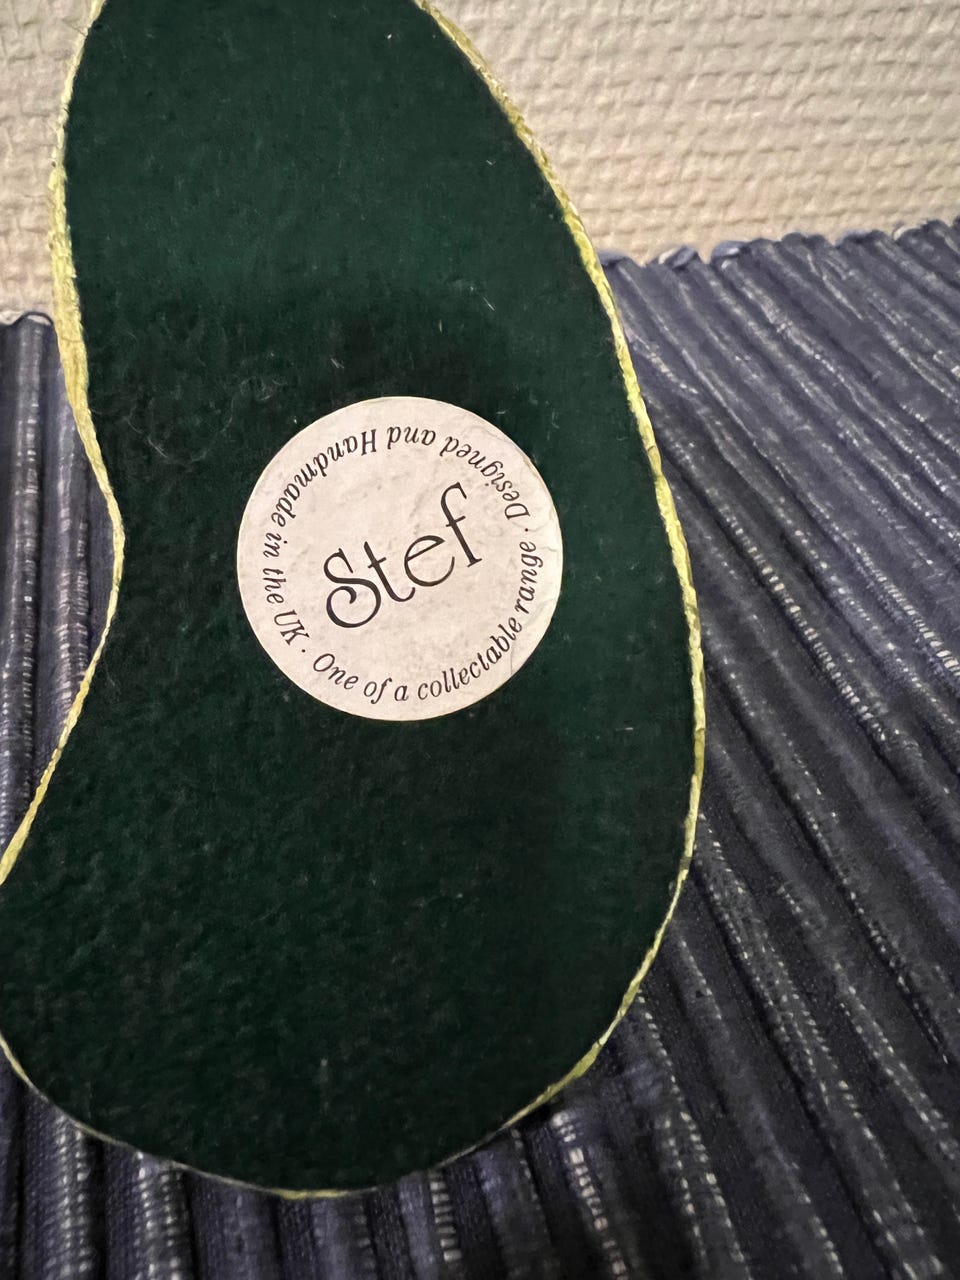 Stef
Designed and Handmade in the UK · One of a collectable range ·